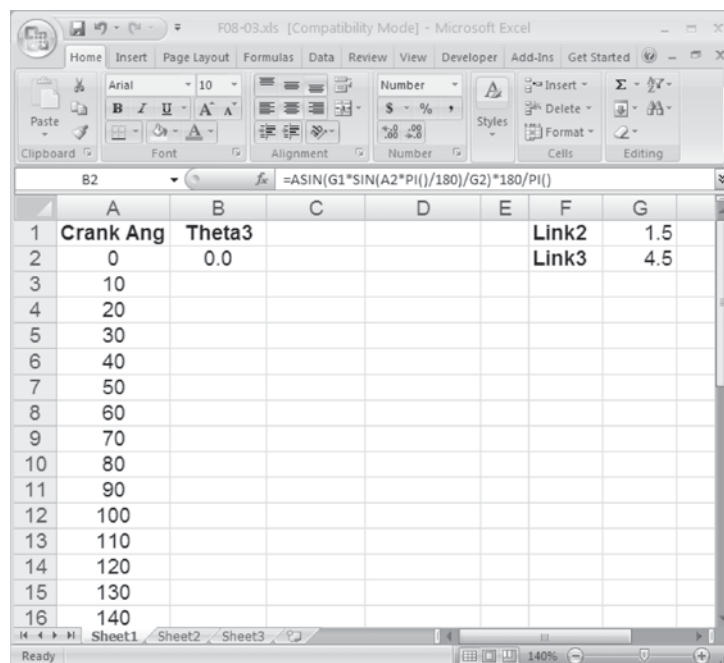 F08-03.xls [Compatibility Mode] - Microsoft Excel
Home Insert Page Layout Formulas Data Review View Developer Add-Ins Get Started
Paste
Arial 10
B I U A A
A
Number
$ % ,
Styles
Insert
Delete
Format
Σ
Clipboard Font Alignment Number Cells Editing
B2 fx =ASIN(G1*SIN(A2*PI()/180)/G2)*180/PI()
A B C D E F G
1 Crank Ang Theta3 Link2 1.5
2 0 0.0 Link3 4.5
3 10
4 20
5 30
6 40
7 50
8 60
9 70
10 80
11 90
12 100
13 110
14 120
15 130
16 140
Sheet1 Sheet2 Sheet3
Ready 140%